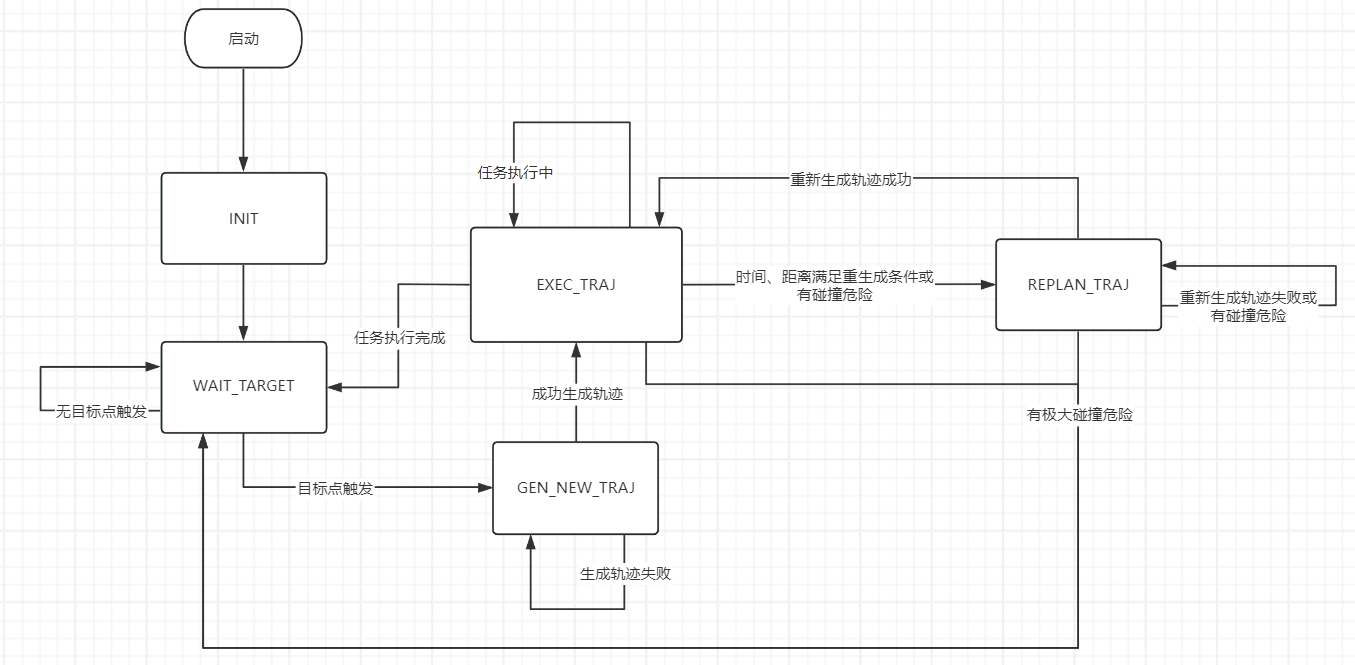 启动
任务执行中
重新生成轨迹成功
INIT
EXEC_TRAJ
时间、距离满足重生成条件或
有碰撞危险
REPLAN_TRAJ
重新生成轨迹失败或
有碰撞危险
任务执行完成
WAIT_TARGET
无目标点触发
成功生成轨迹
有极大碰撞危险
目标点触发
GEN_NEW_TRAJ
生成轨迹失败